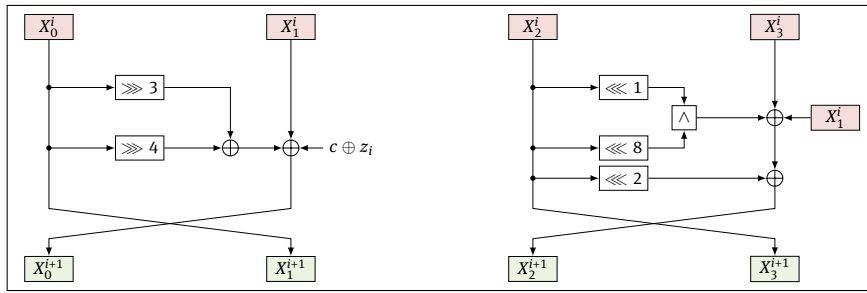 X_0^i X_1^i X_2^i X_3^i
⋙ 3 ⋘ 1
∧ X_1^i
⋙ 4 c ⊕ z_i ⋘ 8
⋘ 2
X_0^{i+1} X_1^{i+1} X_2^{i+1} X_3^{i+1}